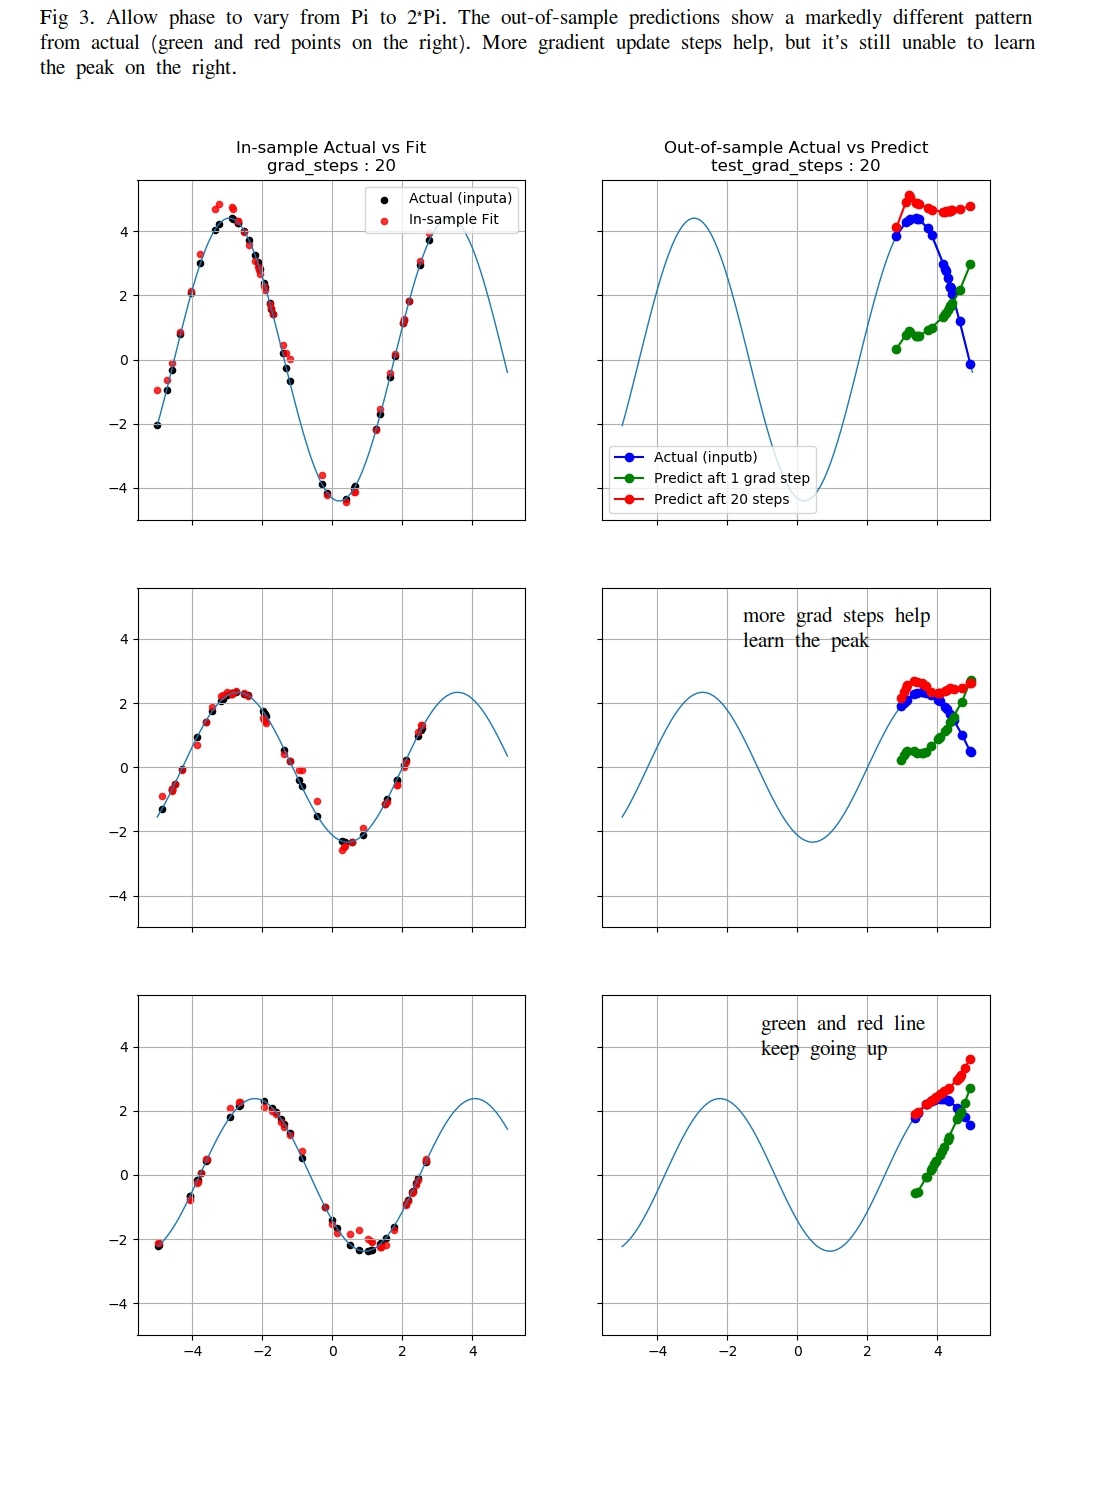 Fig 3. Allow phase to vary from Pi to 2*Pi. The out-of-sample predictions show a markedly different pattern
from actual (green and red points on the right). More gradient update steps help, but it's still unable to learn
the peak on the right.
In-sample Actual vs Fit
grad_steps : 20
Out-of-sample Actual vs Predict
test_grad_steps : 20
Actual (inputa)
In-sample Fit
4
2
0
−2
−4
Actual (inputb)
Predict aft 1 grad step
Predict aft 20 steps
more grad steps help
learn the peak
4
2
0
−2
−4
green and red line
keep going up
4
2
0
−2
−4
−4 −2 0 2 4
−4 −2 0 2 4